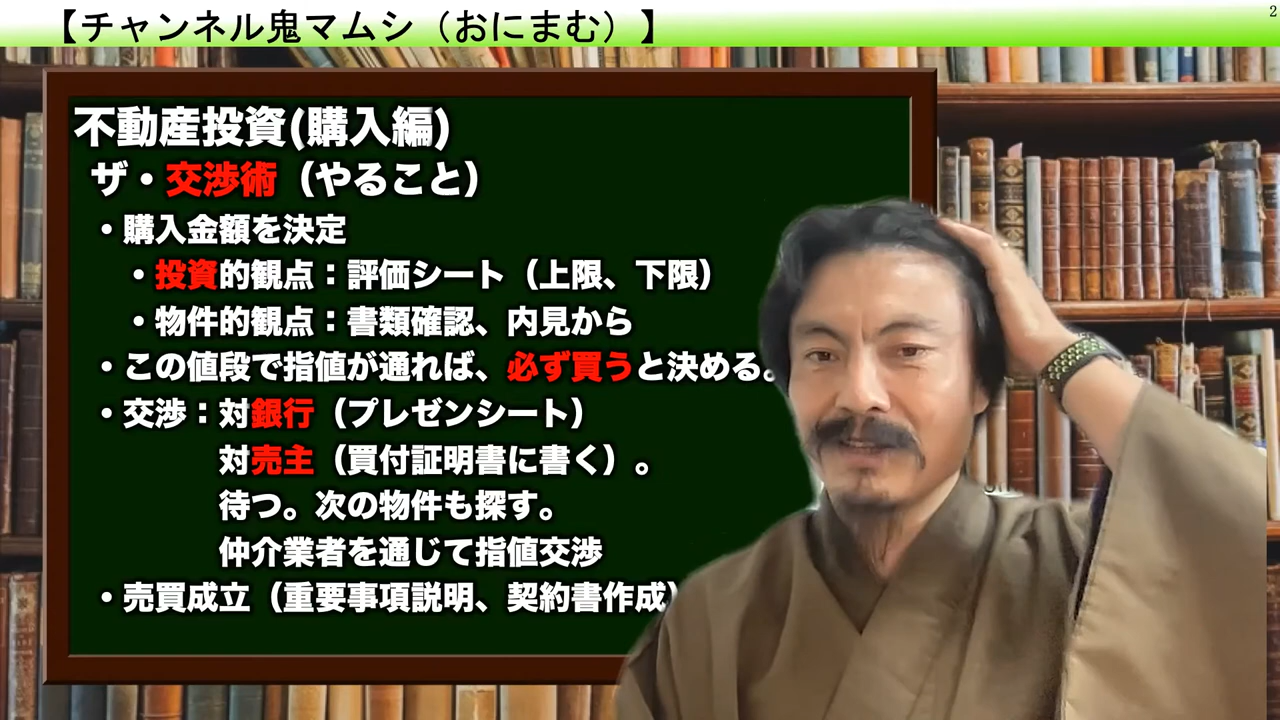 【チャンネル鬼マムシ（おにまむ）】
2
不動産投資(購入編)
ザ・交渉術（やること）
・購入金額を決定
・投資的観点：評価シート（上限、下限）
・物件的観点：書類確認、内見から
・この値段で指値が通れば、必ず買うと決める。
・交渉：対銀行（プレゼンシート）
対売主（買付証明書に書く）。
待つ。次の物件も探す。
仲介業者を通じて指値交渉
・売買成立（重要事項説明、契約書作成）